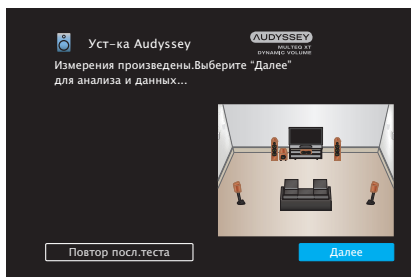 Уст-ка Audyssey
AUDYSSEY
MULTEQ XT
DYNAMIC VOLUME
Измерения произведены.Выберите “Далее”
для анализа и данных...
Повтор посл.теста
Далее